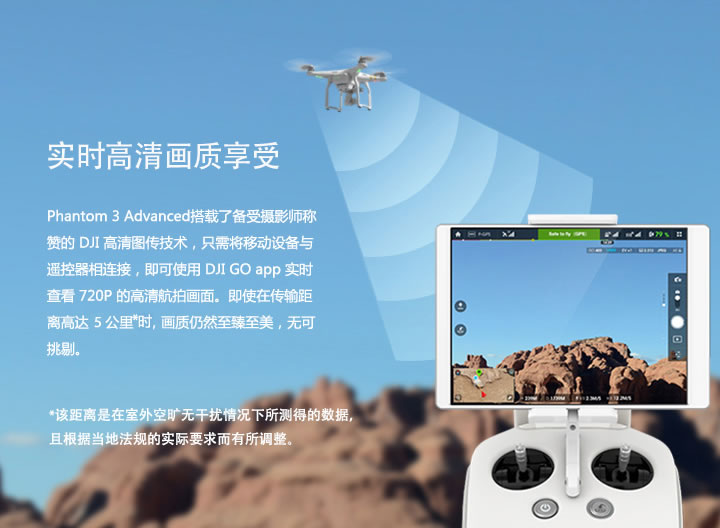 实时高清画质享受
Phantom 3 Advanced搭载了备受摄影师称
赞的 DJI 高清图传技术，只需将移动设备与
遥控器相连接，即可使用 DJI GO app 实时
查看 720P 的高清航拍画面。即使在传输距
离高达 5 公里*时, 画质仍然至臻至美，无可
挑剔。
*该距离是在室外空旷无干扰情况下所测得的数据，
且根据当地法规的实际要求而有所调整。
P-GPS Safe to fly (GPS) 79 %